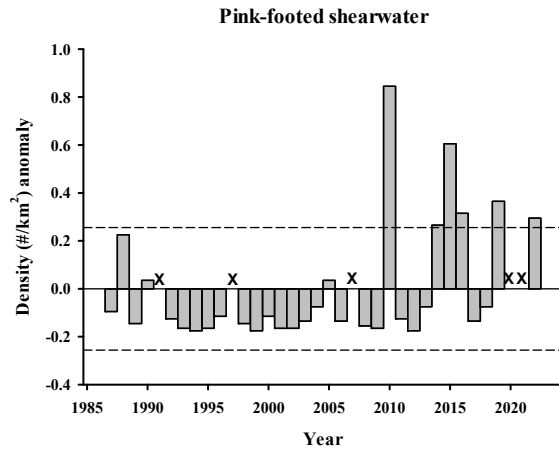 Pink-footed shearwater
Density (#/km²) anomaly
1.0
0.8
0.6
0.4
0.2
0.0
-0.2
-0.4
X X X X X
1985 1990 1995 2000 2005 2010 2015 2020
Year